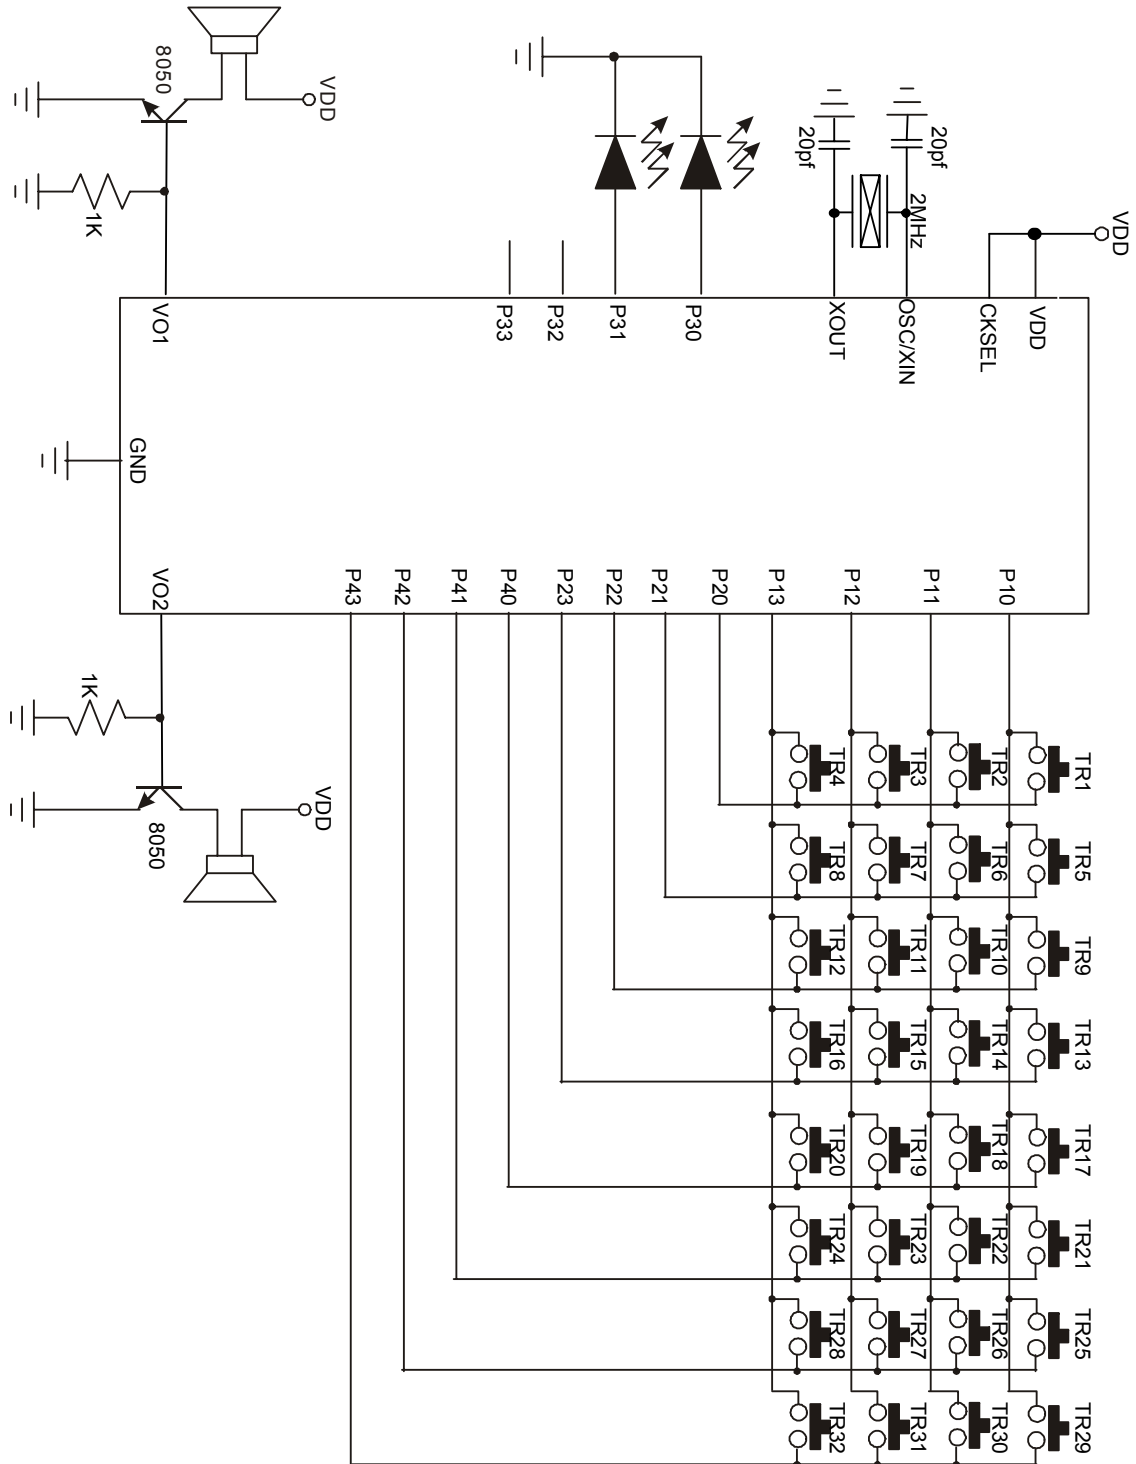 8050
VDD
1K
20pf
20pf
2MHz
VDD
VO1
P33
P32
P31
P30
XOUT
OSC/XIN
CKSEL
VDD
GND
VO2
P43
P42
P41
P40
P23
P22
P21
P20
P13
P12
P11
P10
1K
8050
VDD
TR4
TR3
TR2
TR1
TR8
TR7
TR6
TR5
TR12
TR11
TR10
TR9
TR16
TR15
TR14
TR13
TR20
TR19
TR18
TR17
TR24
TR23
TR22
TR21
TR28
TR27
TR26
TR25
TR32
TR31
TR30
TR29